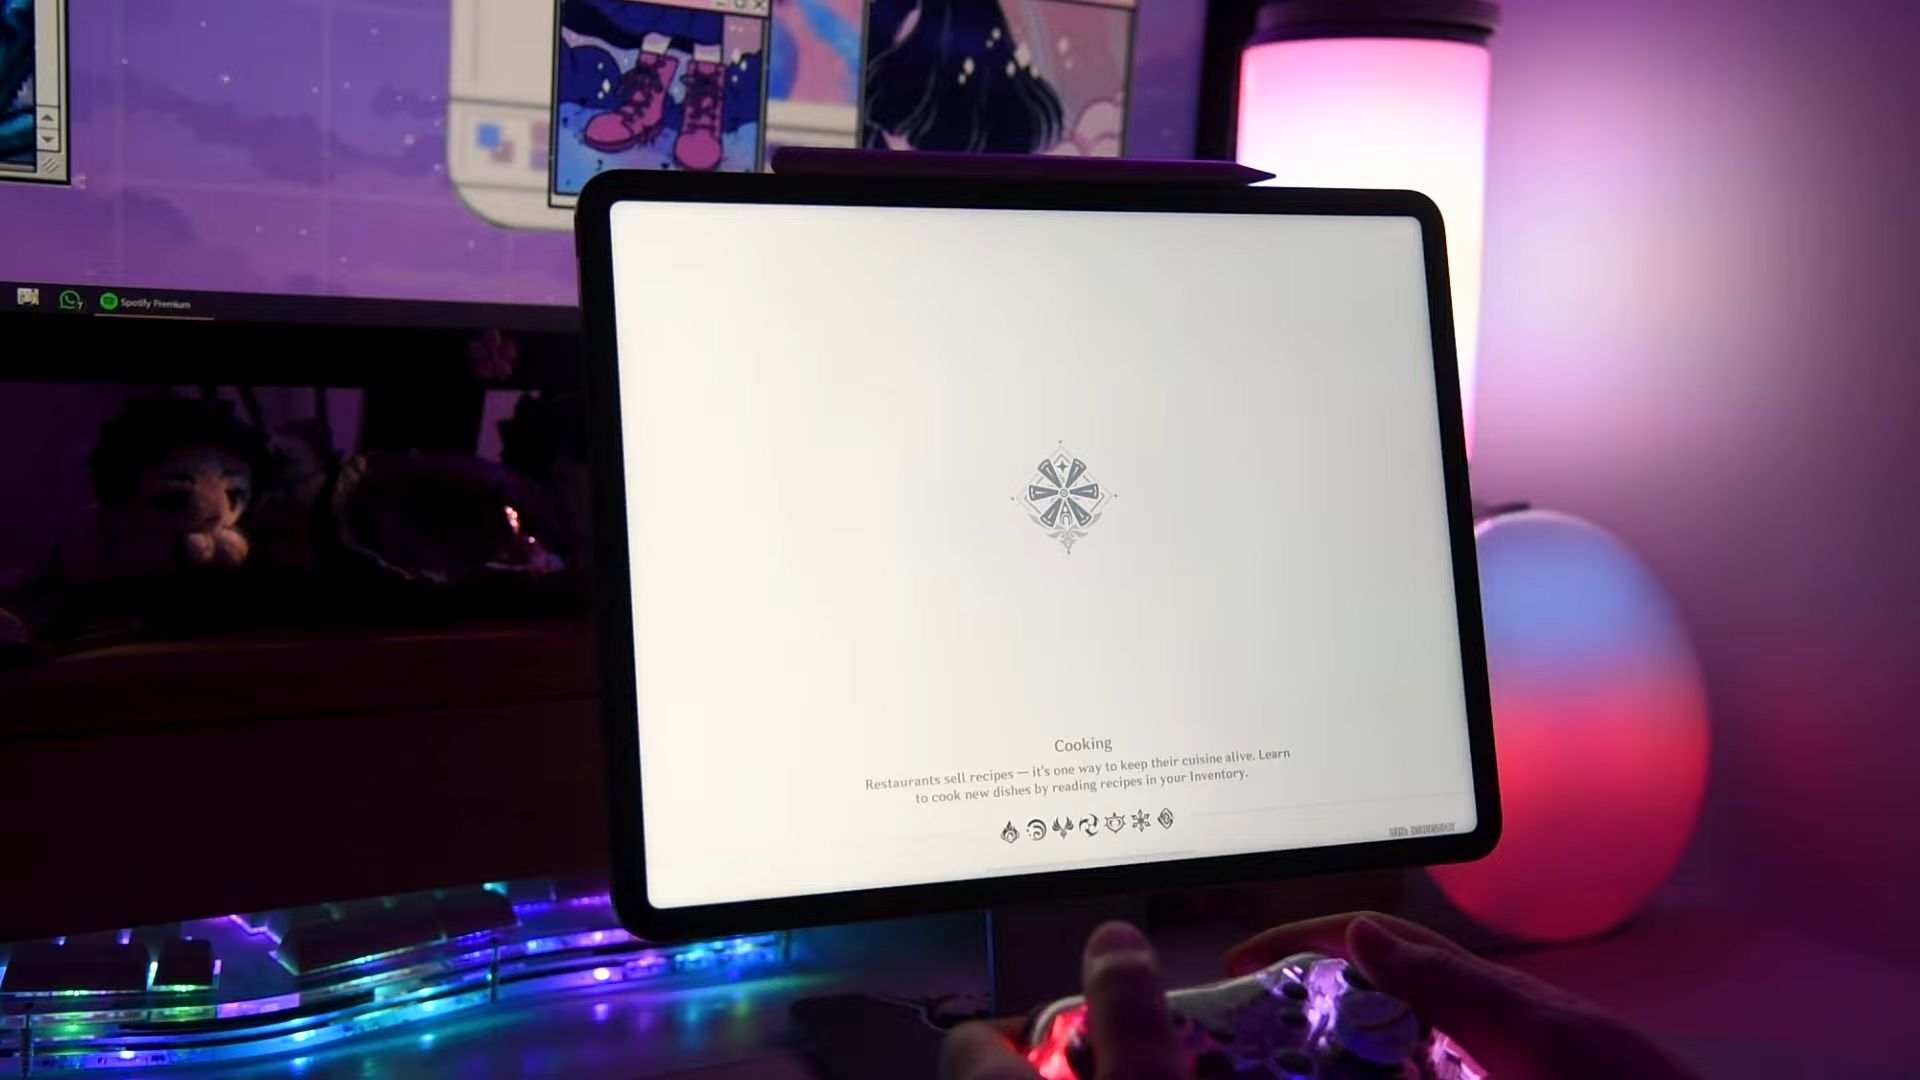 Spotify Premium
Cooking
Restaurants sell recipes — it's one way to keep their cuisine alive. Learn
to cook new dishes by reading recipes in your Inventory.